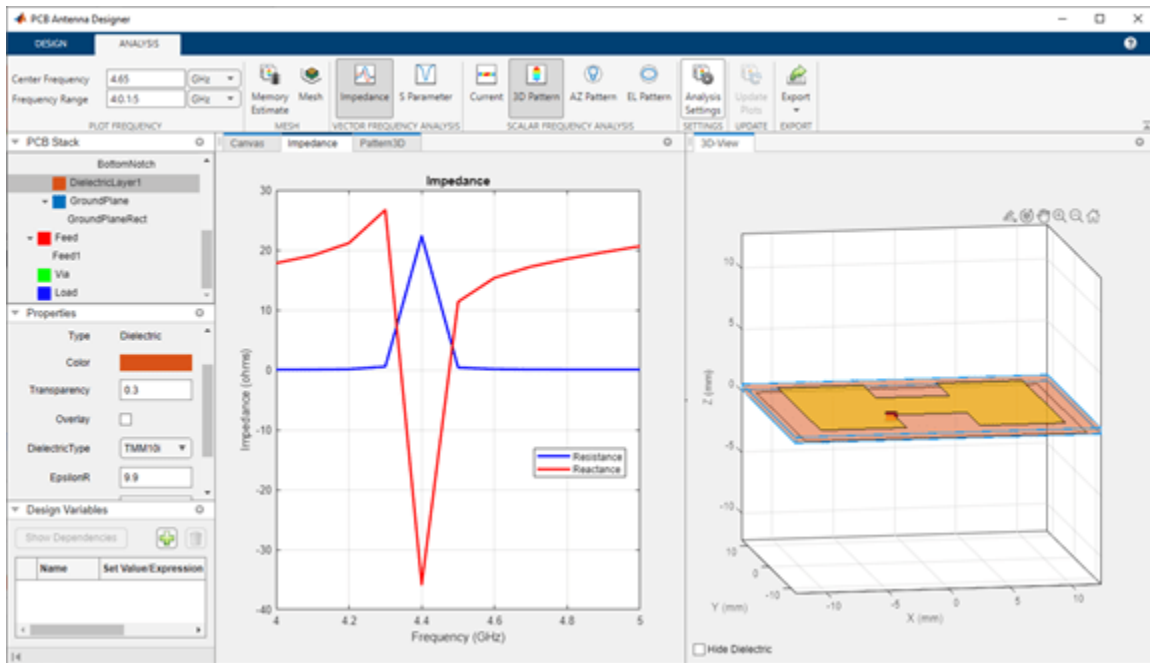 PCB Antenna Designer
DESIGN ANALYSIS
Center Frequency 4.65 GHz
Frequency Range 4:0.1:5 GHz
Memory Estimate
Mesh
Impedance
S Parameter
Current
3D Pattern
AZ Pattern
EL Pattern
Analysis Settings
Update Plots
Export
PLOT FREQUENCY MESH VECTOR FREQUENCY ANALYSIS SCALAR FREQUENCY ANALYSIS SETTINGS UPDATE EXPORT
PCB Stack
BottomNotch
DielectricLayer1
GroundPlane
GroundPlaneRect
Feed
Feed1
Via
Load
Properties
Type Dielectric
Color
Transparency 0.3
Overlay
DielectricType TMM10i
EpsilonR 9.9
Design Variables
Show Dependencies
Name Set Value/Expression
Canvas Impedance Pattern3D
Impedance
30
20
10
0
-10
-20
-30
-40
Impedance (ohms)
Resistance
Reactance
4 4.2 4.4 4.6 4.8 5
Frequency (GHz)
3D-View
10
5
0
-5
-10
Z (mm)
10
0
-10
Y (mm)
-10 -5 0 5 10
X (mm)
Hide Dielectric